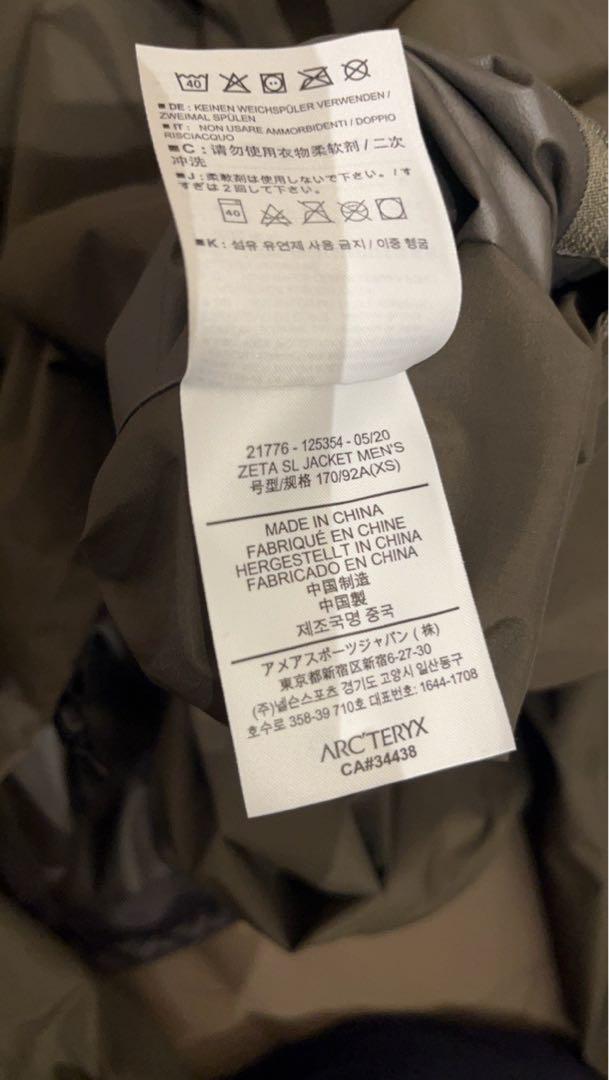 40
■ DE : KEINEN WEICHSPÜLER VERWENDEN /
ZWEIMAL SPÜLEN
■ IT : NON USARE AMMORBIDENTI / DOPPIO
RISCIACQUO
■ C : 请勿使用衣物柔软剂 / 二次
冲洗
■ J : 柔軟剤は使用しないで下さい。/ す
すぎは2回して下さい。
40
■ K : 섬유 유연제 사용 금지 / 이중 헹굼
21776 - 125354 - 05/20
ZETA SL JACKET MEN'S
号型/规格 170/92A(XS)
MADE IN CHINA
FABRIQUÉ EN CHINE
HERGESTELLT IN CHINA
FABRICADO EN CHINA
中国制造
中国製
제조국명 중국
アメアスポーツジャパン (株)
東京都新宿区新宿6-27-30
(주)넬슨스포츠 경기도 고양시 일산동구
호수로 358-39 710호 대표번호: 1644-1708
ARC'TERYX
CA#34438